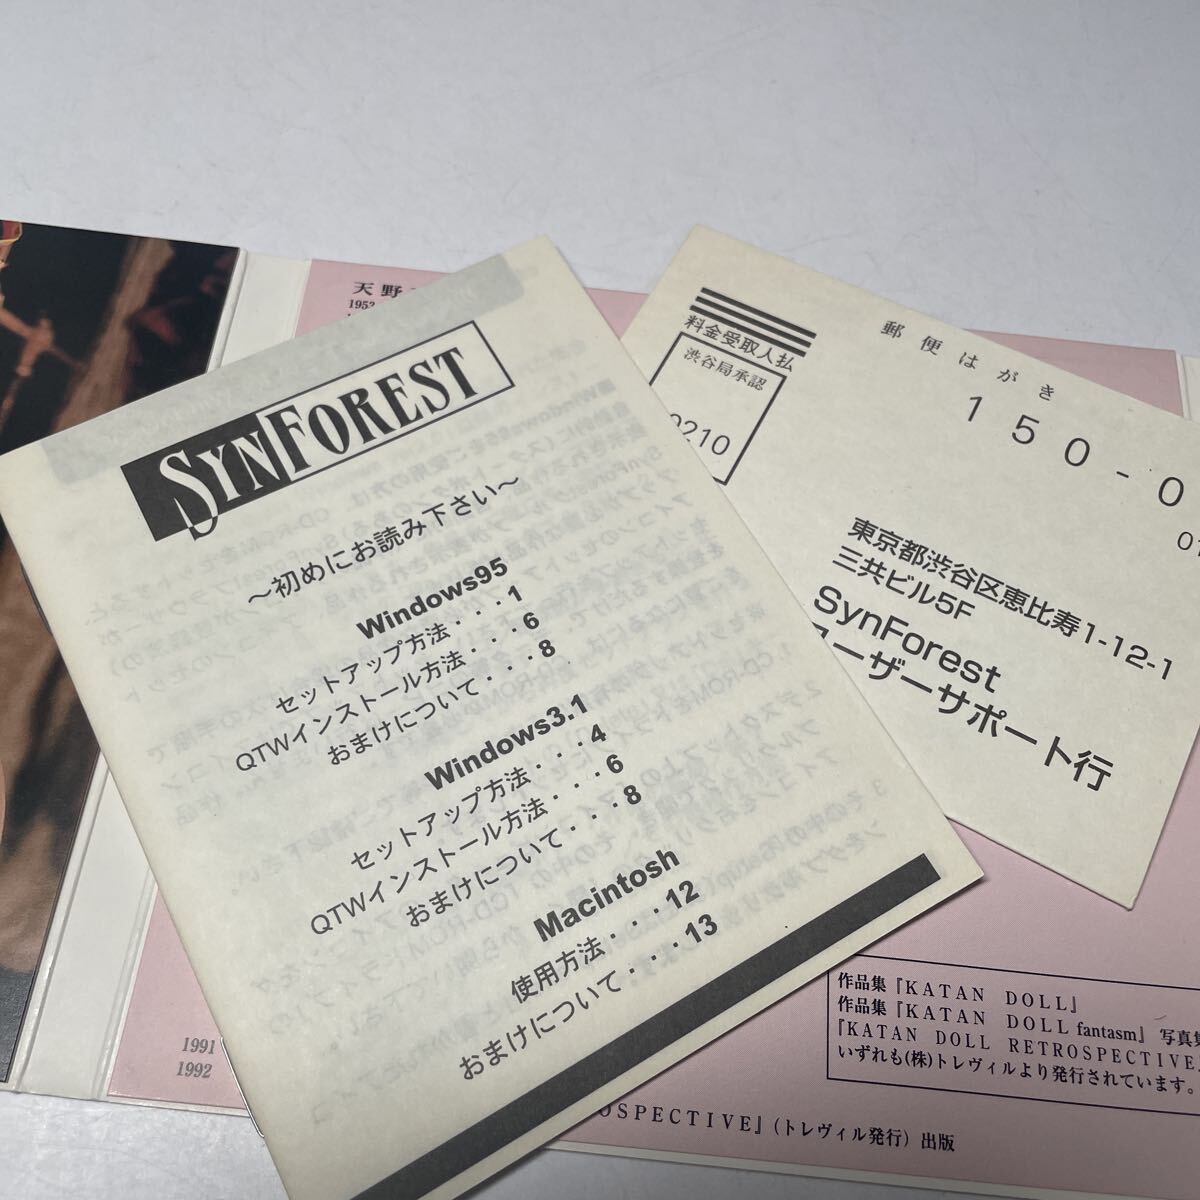 SYNFOREST
～初めにお読み下さい～
Windows95
セットアップ方法・・・1
QTWインストール方法・・・6
おまけについて・・・8
Windows3.1
セットアップ方法・・・4
QTWインストール方法・・・6
おまけについて・・・8
Macintosh
使用方法・・・12
おまけについて・・・13
郵便はがき
料金受取人払
渋谷局承認
0210
150-0
東京都渋谷区恵比寿1-12-1
三共ビル5F
SynForest
ユーザーサポート行
天野
1991
1992
作品集『KATAN DOLL』
作品集『KATAN DOLL fantasm』 写真集
『KATAN DOLL RETROSPECTIVE』
いずれも(株)トレヴィルより発行されています。
OSPECTIVE』(トレヴィル発行) 出版